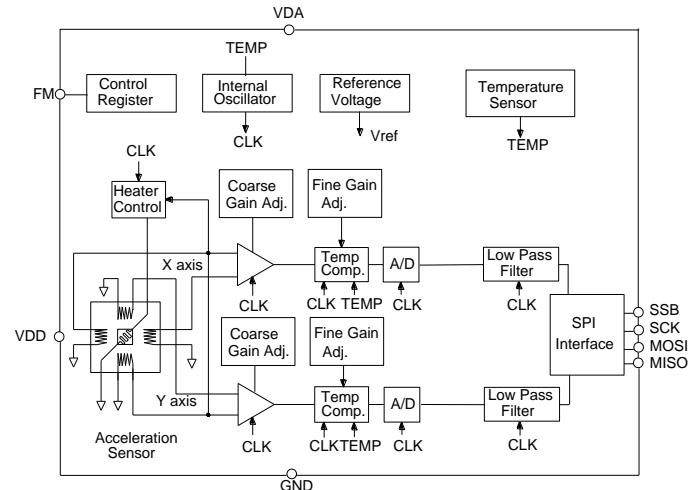 VDA
TEMP
FM
Control
Register
Internal
Oscillator
Reference
Voltage
Temperature
Sensor
CLK
Vref
TEMP
CLK
Heater
Control
Coarse
Gain Adj.
Fine Gain
Adj.
X axis
Temp
Comp.
A/D
Low Pass
Filter
CLK
CLK
TEMP
CLK
CLK
VDD
Coarse
Gain Adj.
Fine Gain
Adj.
SPI
Interface
SSB
SCK
MOSI
MISO
Y axis
Temp
Comp.
A/D
Low Pass
Filter
Acceleration
Sensor
CLK
CLK
TEMP
CLK
CLK
GND